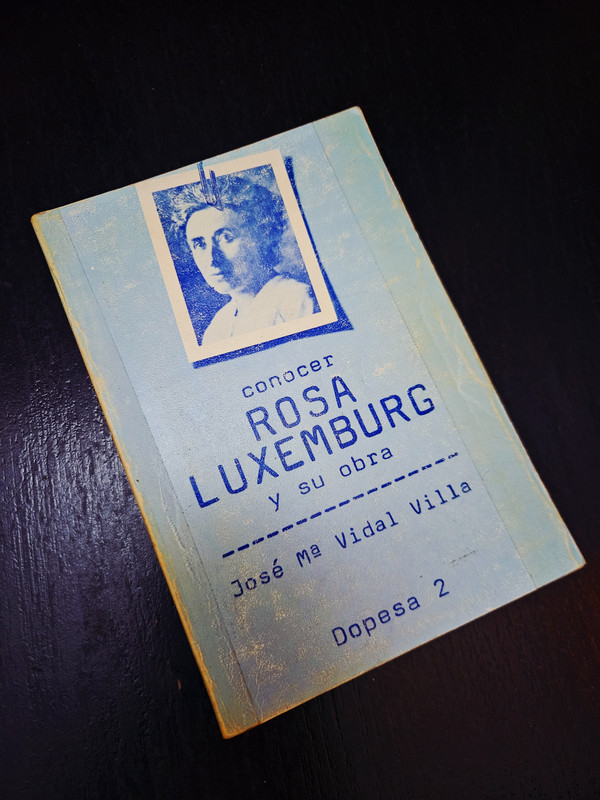 conocer
ROSA
LUXEMBURG
y su obra
José Mª Vidal Villa
Dopesa 2